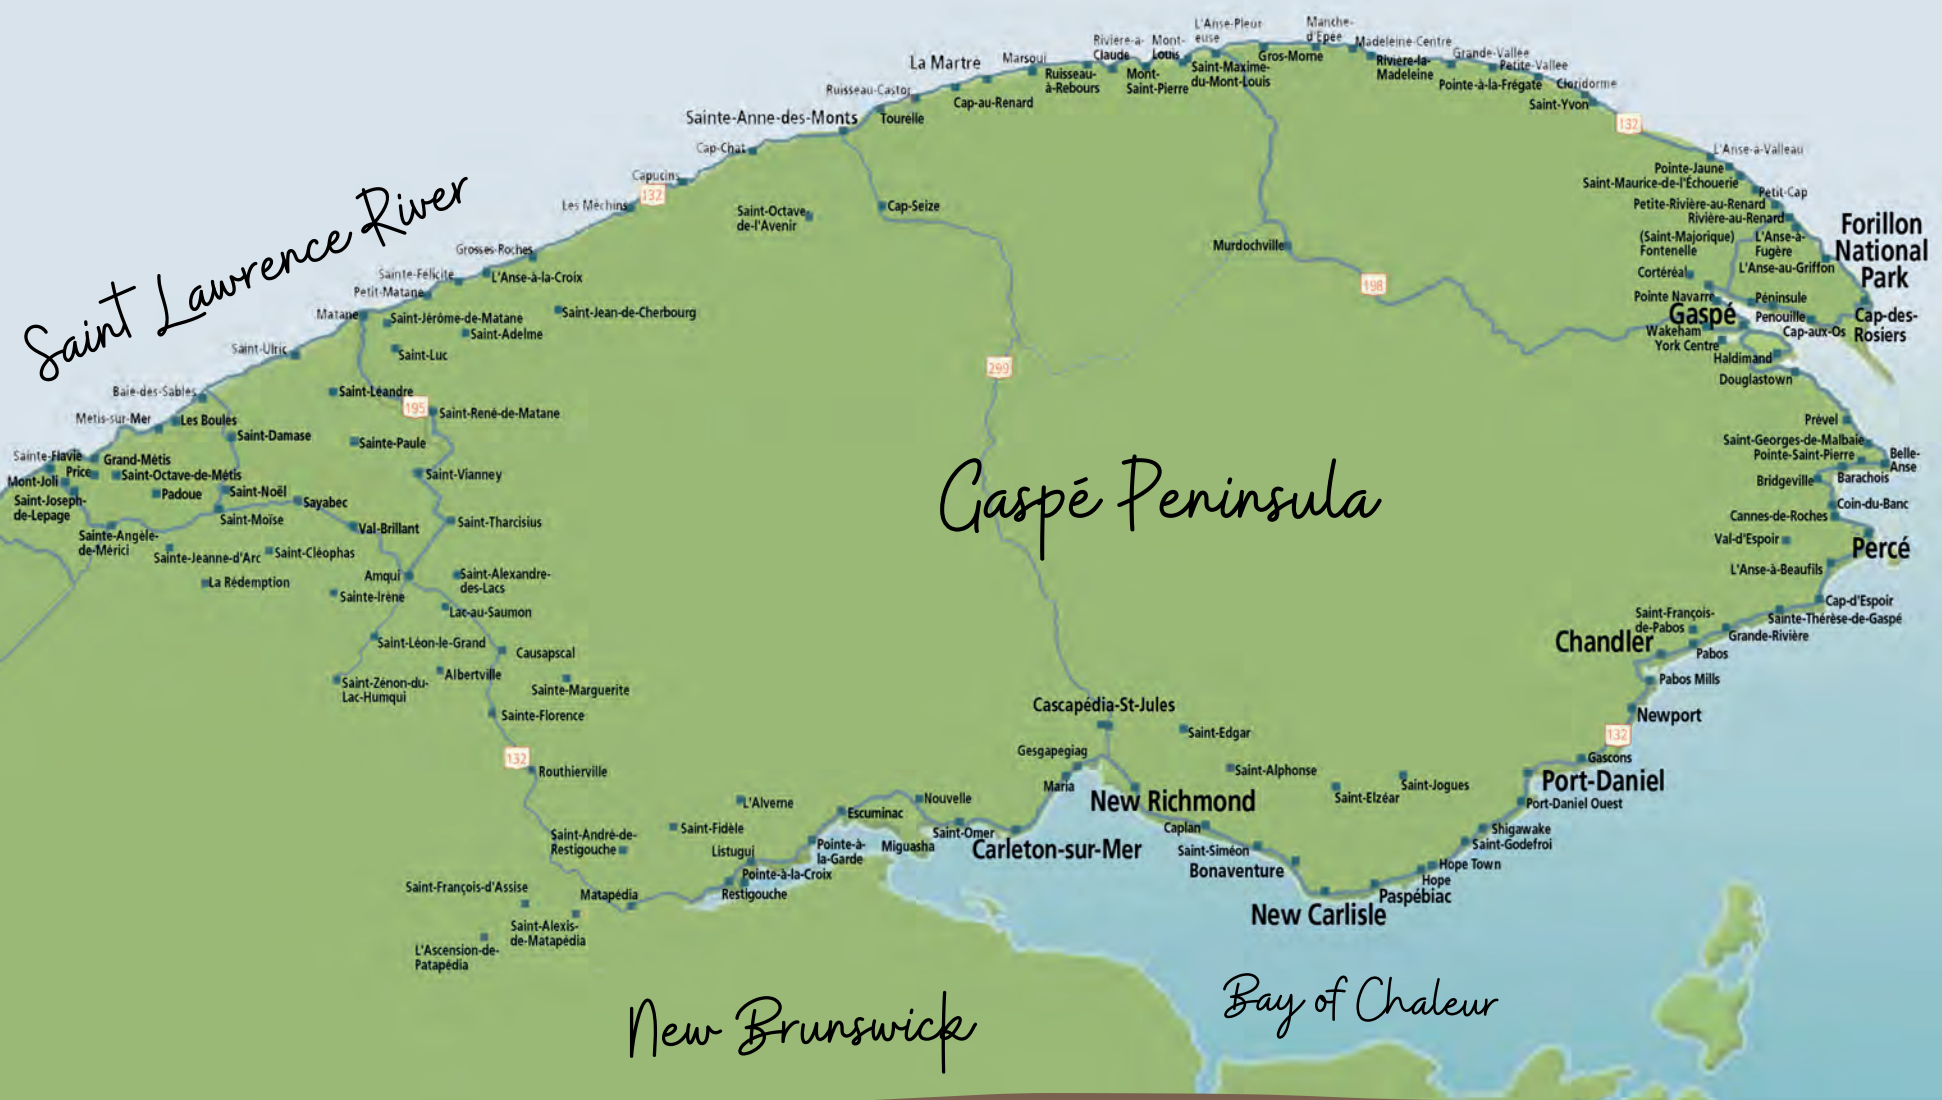 L'Anse-Pleur
euse
Manche-
d'Épée
Rivière-à-
Claude
Mont-
Louis
Madeleine-Centre
Grande-Vallée
Petite-Vallée
Cloridorme
La Martre
Marsoui
Ruisseau-
à-Rebours
Mont-
Saint-Pierre
Saint-Maxime-
du-Mont-Louis
Gros-Morne
Rivière-la-
Madeleine
Pointe-à-la-Frégate
Saint-Yvon
Ruisseau-Castor
Cap-au-Renard
Sainte-Anne-des-Monts
Tourelle
132
Cap-Chat
L'Anse-à-Valleau
Pointe-Jaune
Capucins
132
Saint-Maurice-de-l'Échouerie
Petit-Cap
Les Méchins
Saint-Octave-
de-l'Avenir
Cap-Seize
Petite-Rivière-au-Renard
Rivière-au-Renard
Forillon
National
Park
Saint Lawrence River
Grosses-Roches
Murdochville
(Saint-Majorique)
Fontenelle
L'Anse-à-
Fugère
L'Anse-au-Griffon
Cortéréal
Sainte-Félicité
L'Anse-à-la-Croix
Petit-Matane
198
Pointe Navarre
Péninsule
Gaspé
Penouille
Cap-des-
Rosiers
Cap-aux-Os
Matane
Saint-Jérôme-de-Matane
Saint-Jean-de-Cherbourg
Saint-Adelme
Wakeham
York Centre
Haldimand
Saint-Ulric
Saint-Luc
299
Douglastown
Baie-des-Sables
Saint-Léandre
195
Saint-René-de-Matane
Métis-sur-Mer
Les Boules
Prével
Saint-Damase
Sainte-Paule
Saint-Georges-de-Malbaie
Pointe-Saint-Pierre
Belle-
Anse
Sainte-Flavie
Grand-Métis
Price
Saint-Octave-de-Métis
Saint-Vianney
Mont-Joli
Bridgeville
Barachois
Saint-Joseph-
de-Lepage
Padoue
Saint-Noël
Sayabec
Gaspé Peninsula
Coin-du-Banc
Saint-Moïse
Val-Brillant
Saint-Tharcisius
Cannes-de-Roches
Sainte-Angèle-
de-Mérici
Val-d'Espoir
Percé
Sainte-Jeanne-d'Arc
Saint-Cléophas
L'Anse-à-Beaufils
La Rédemption
Amqui
Saint-Alexandre-
des-Lacs
Sainte-Irène
Lac-au-Saumon
Cap-d'Espoir
Saint-François-
de-Pabos
Sainte-Thérèse-de-Gaspé
Grande-Rivière
Chandler
Saint-Léon-le-Grand
Causapscal
Pabos
Saint-Zénon-du-
Lac-Humqui
Albertville
Sainte-Marguerite
Pabos Mills
Sainte-Florence
Cascapédia-St-Jules
Newport
Saint-Edgar
132
132
Gesgapegiag
Gascons
Routhierville
Maria
Saint-Alphonse
Saint-Elzéar
Saint-Jogues
Port-Daniel
Port-Daniel Ouest
L'Alverne
Nouvelle
New Richmond
Escuminac
Saint-Fidèle
Saint-Omer
Caplan
Shigawake
Saint-Godefroi
Saint-André-de-
Restigouche
Listuguj
Pointe-à-
la-Garde
Miguasha
Carleton-sur-Mer
Saint-Siméon
Bonaventure
Hope Town
Hope
Pointe-à-la-Croix
Saint-François-d'Assise
Matapédia
Restigouche
Paspébiac
New Carlisle
Saint-Alexis-
de-Matapédia
L'Ascension-de-
Patapédia
Bay of Chaleur
New Brunswick